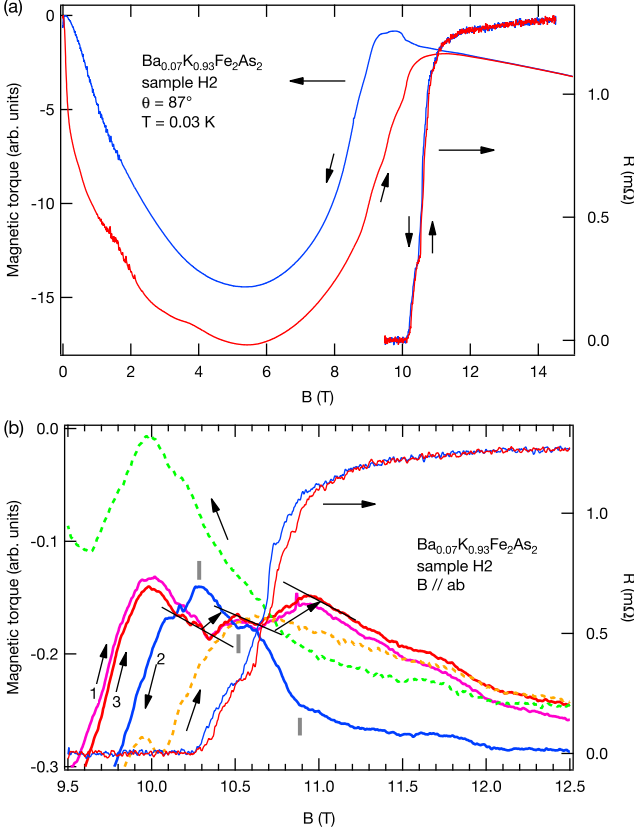 (a)
0
-5
-10
-15
Magnetic torque (arb. units)
Ba0.07K0.93Fe2As2
sample H2
θ = 87°
T = 0.03 K
1.0
0.5
0.0
R (mΩ)
0 2 4 6 8 10 12 14
B (T)
(b)
0.0
-0.1
-0.2
-0.3
Magnetic torque (arb. units)
Ba0.07K0.93Fe2As2
sample H2
B // ab
1 3 2
1.0
0.5
0.0
R (mΩ)
9.5 10.0 10.5 11.0 11.5 12.0 12.5
B (T)